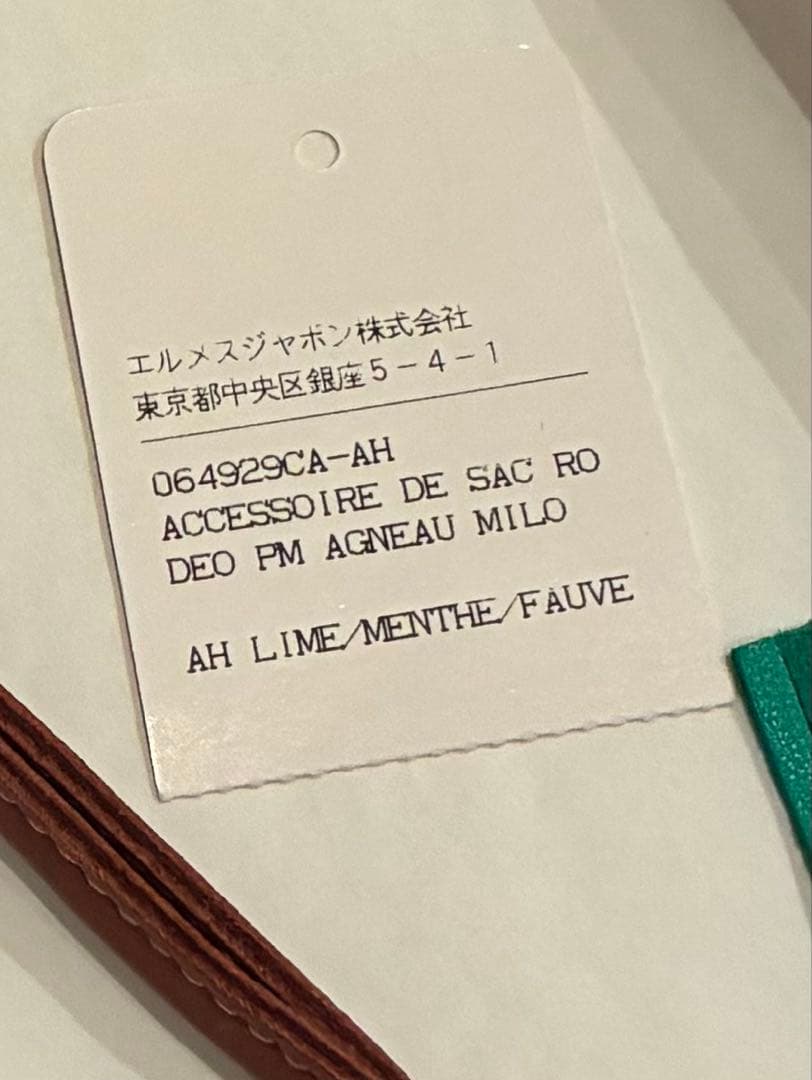 エルメスジャポン株式会社
東京都中央区銀座5-4-1
064929CA-AH
ACCESSOIRE DE SAC RO
DEO PM AGNEAU MILO
AH LIME/MENTHE/FAUVE